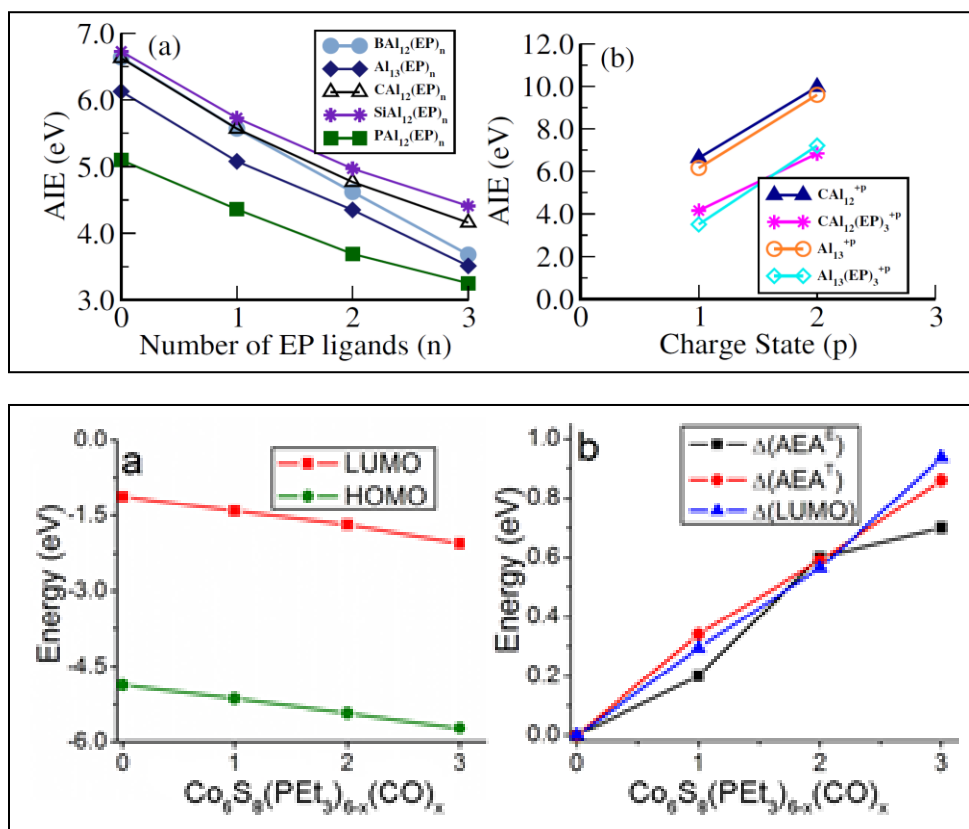 (a)
7.0
6.0
5.0
4.0
3.0
AIE (eV)
0 1 2 3
Number of EP ligands (n)
BAl12(EP)n
Al13(EP)n
CAl12(EP)n
SiAl12(EP)n
PAl12(EP)n
(b)
12.0
10.0
8.0
6.0
4.0
2.0
0.0
AIE (eV)
0 1 2 3
Charge State (p)
CAl12+p
CAl12(EP)3+p
Al13+p
Al13(EP)3+p
a
0.0
-1.5
-3.0
-4.5
-6.0
Energy (eV)
LUMO
HOMO
0 1 2 3
Co6S8(PEt3)6-x(CO)x
b
1.0
0.8
0.6
0.4
0.2
0.0
Energy (eV)
Δ(AEAE)
Δ(AEAT)
Δ(LUMO)
0 1 2 3
Co6S8(PEt3)6-x(CO)x